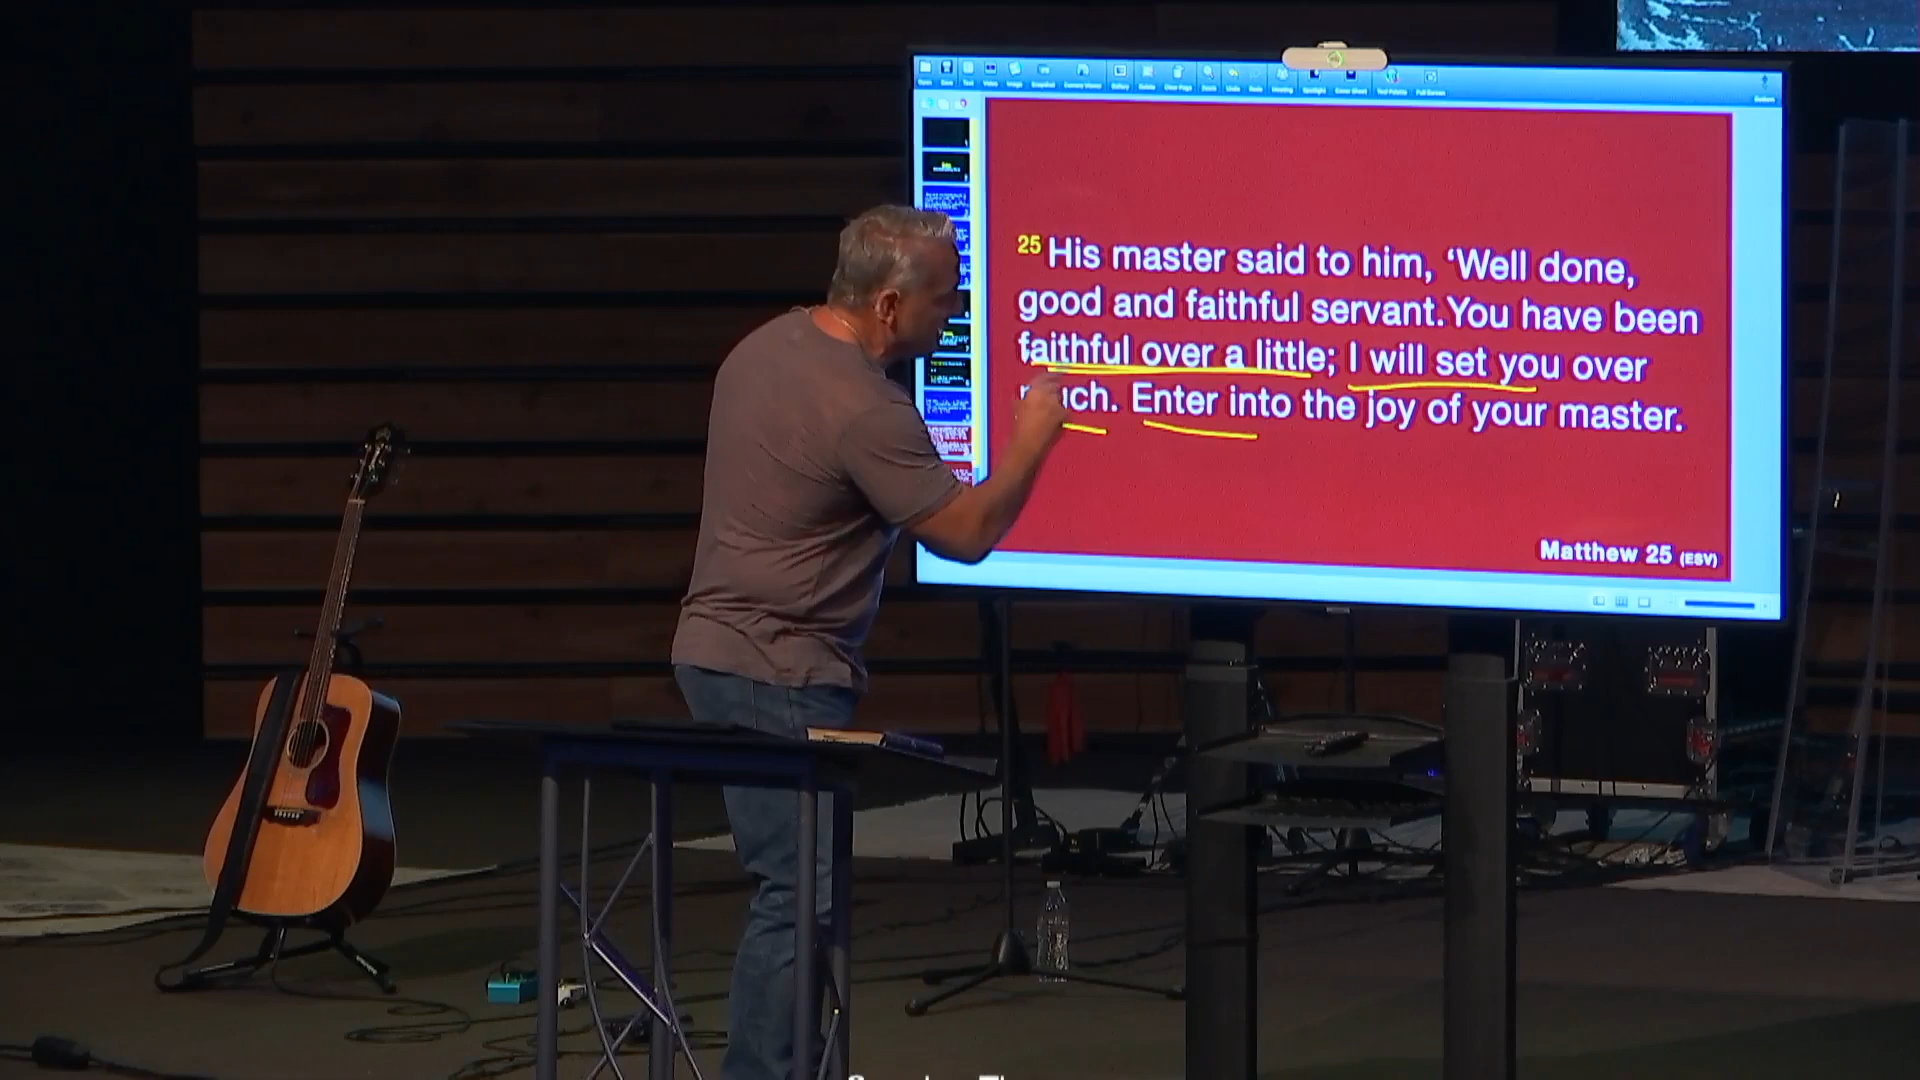 25 His master said to him, ‘Well done,
good and faithful servant. You have been
faithful over a little; I will set you over
much. Enter into the joy of your master.
Matthew 25 (ESV)